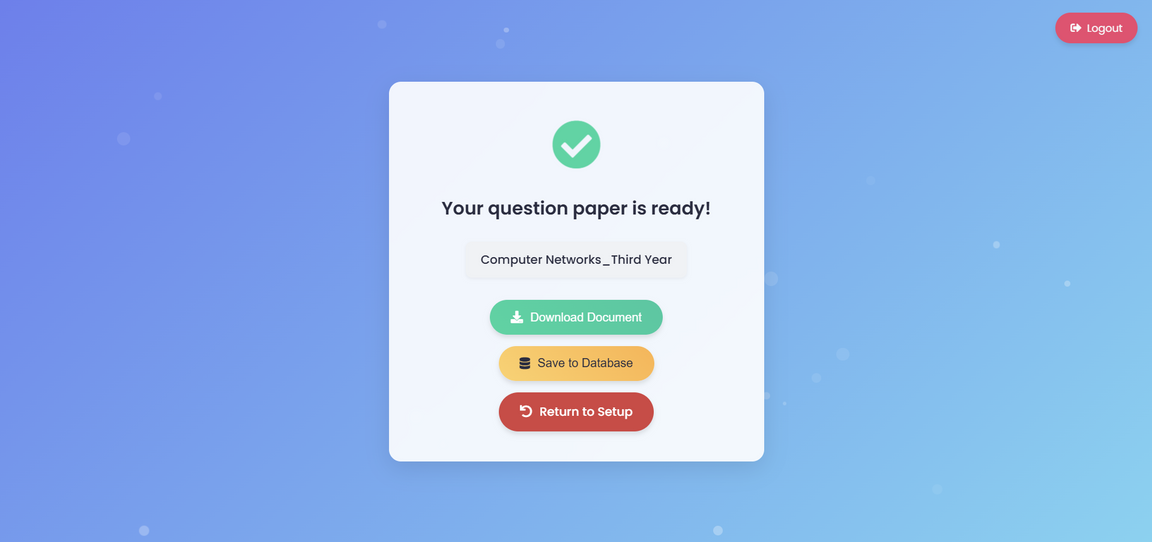 Logout
Your question paper is ready!
Computer Networks_Third Year
Download Document
Save to Database
Return to Setup